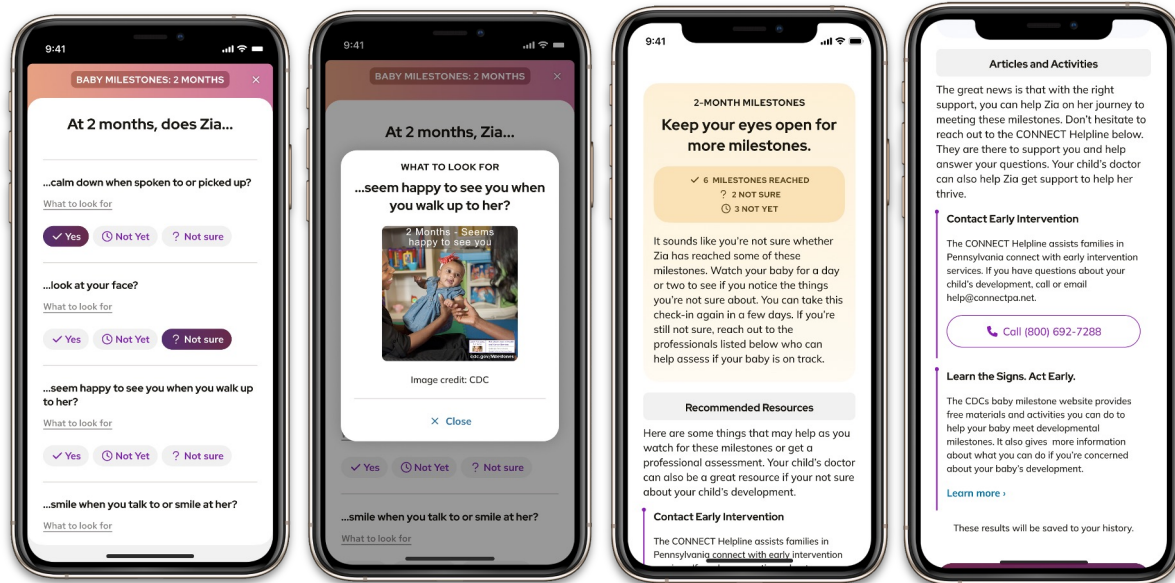 9:41
BABY MILESTONES: 2 MONTHS
At 2 months, does Zia...
...calm down when spoken to or picked up?
What to look for
Yes Not Yet ? Not sure
...look at your face?
What to look for
Yes Not Yet ? Not sure
...seem happy to see you when you walk up
to her?
What to look for
Yes Not Yet ? Not sure
...smile when you talk to or smile at her?
What to look for
9:41
BABY MILESTONES: 2 MONTHS
At 2 months, Zia...
WHAT TO LOOK FOR
...seem happy to see you when
you walk up to her?
2 Months - Seems
happy to see you
cdc.gov/Milestones
Image credit: CDC
Close
Yes Not Yet ? Not sure
...smile when you talk to or smile at her?
What to look for
9:41
2-MONTH MILESTONES
Keep your eyes open for
more milestones.
6 MILESTONES REACHED
? 2 NOT SURE
3 NOT YET
It sounds like you're not sure whether
Zia has reached some of these
milestones. Watch your baby for a day
or two to see if you notice the things
you're not sure about. You can take this
check-in again in a few days. If you're
still not sure, reach out to the
professionals listed below who can
help assess if your baby is on track.
Recommended Resources
Here are some things that may help as you
watch for these milestones or get a
professional assessment. Your child's doctor
can also be a great resource if your not sure
about your child's development.
Contact Early Intervention
The CONNECT Helpline assists families in
Pennsylvania connect with early intervention
Articles and Activities
The great news is that with the right
support, you can help Zia on her journey to
meeting these milestones. Don't hesitate to
reach out to the CONNECT Helpline below.
They are there to support you and help
answer your questions. Your child's doctor
can also help Zia get support to help her
thrive.
Contact Early Intervention
The CONNECT Helpline assists families in
Pennsylvania connect with early intervention
services. If you have questions about your
child's development, call or email
help@connectpa.net.
Call (800) 692-7288
Learn the Signs. Act Early.
The CDCs baby milestone website provides
free materials and activities you can do to
help your baby meet developmental
milestones. It also gives more information
about what you can do if you're concerned
about your baby's development.
Learn more ›
These results will be saved to your history.